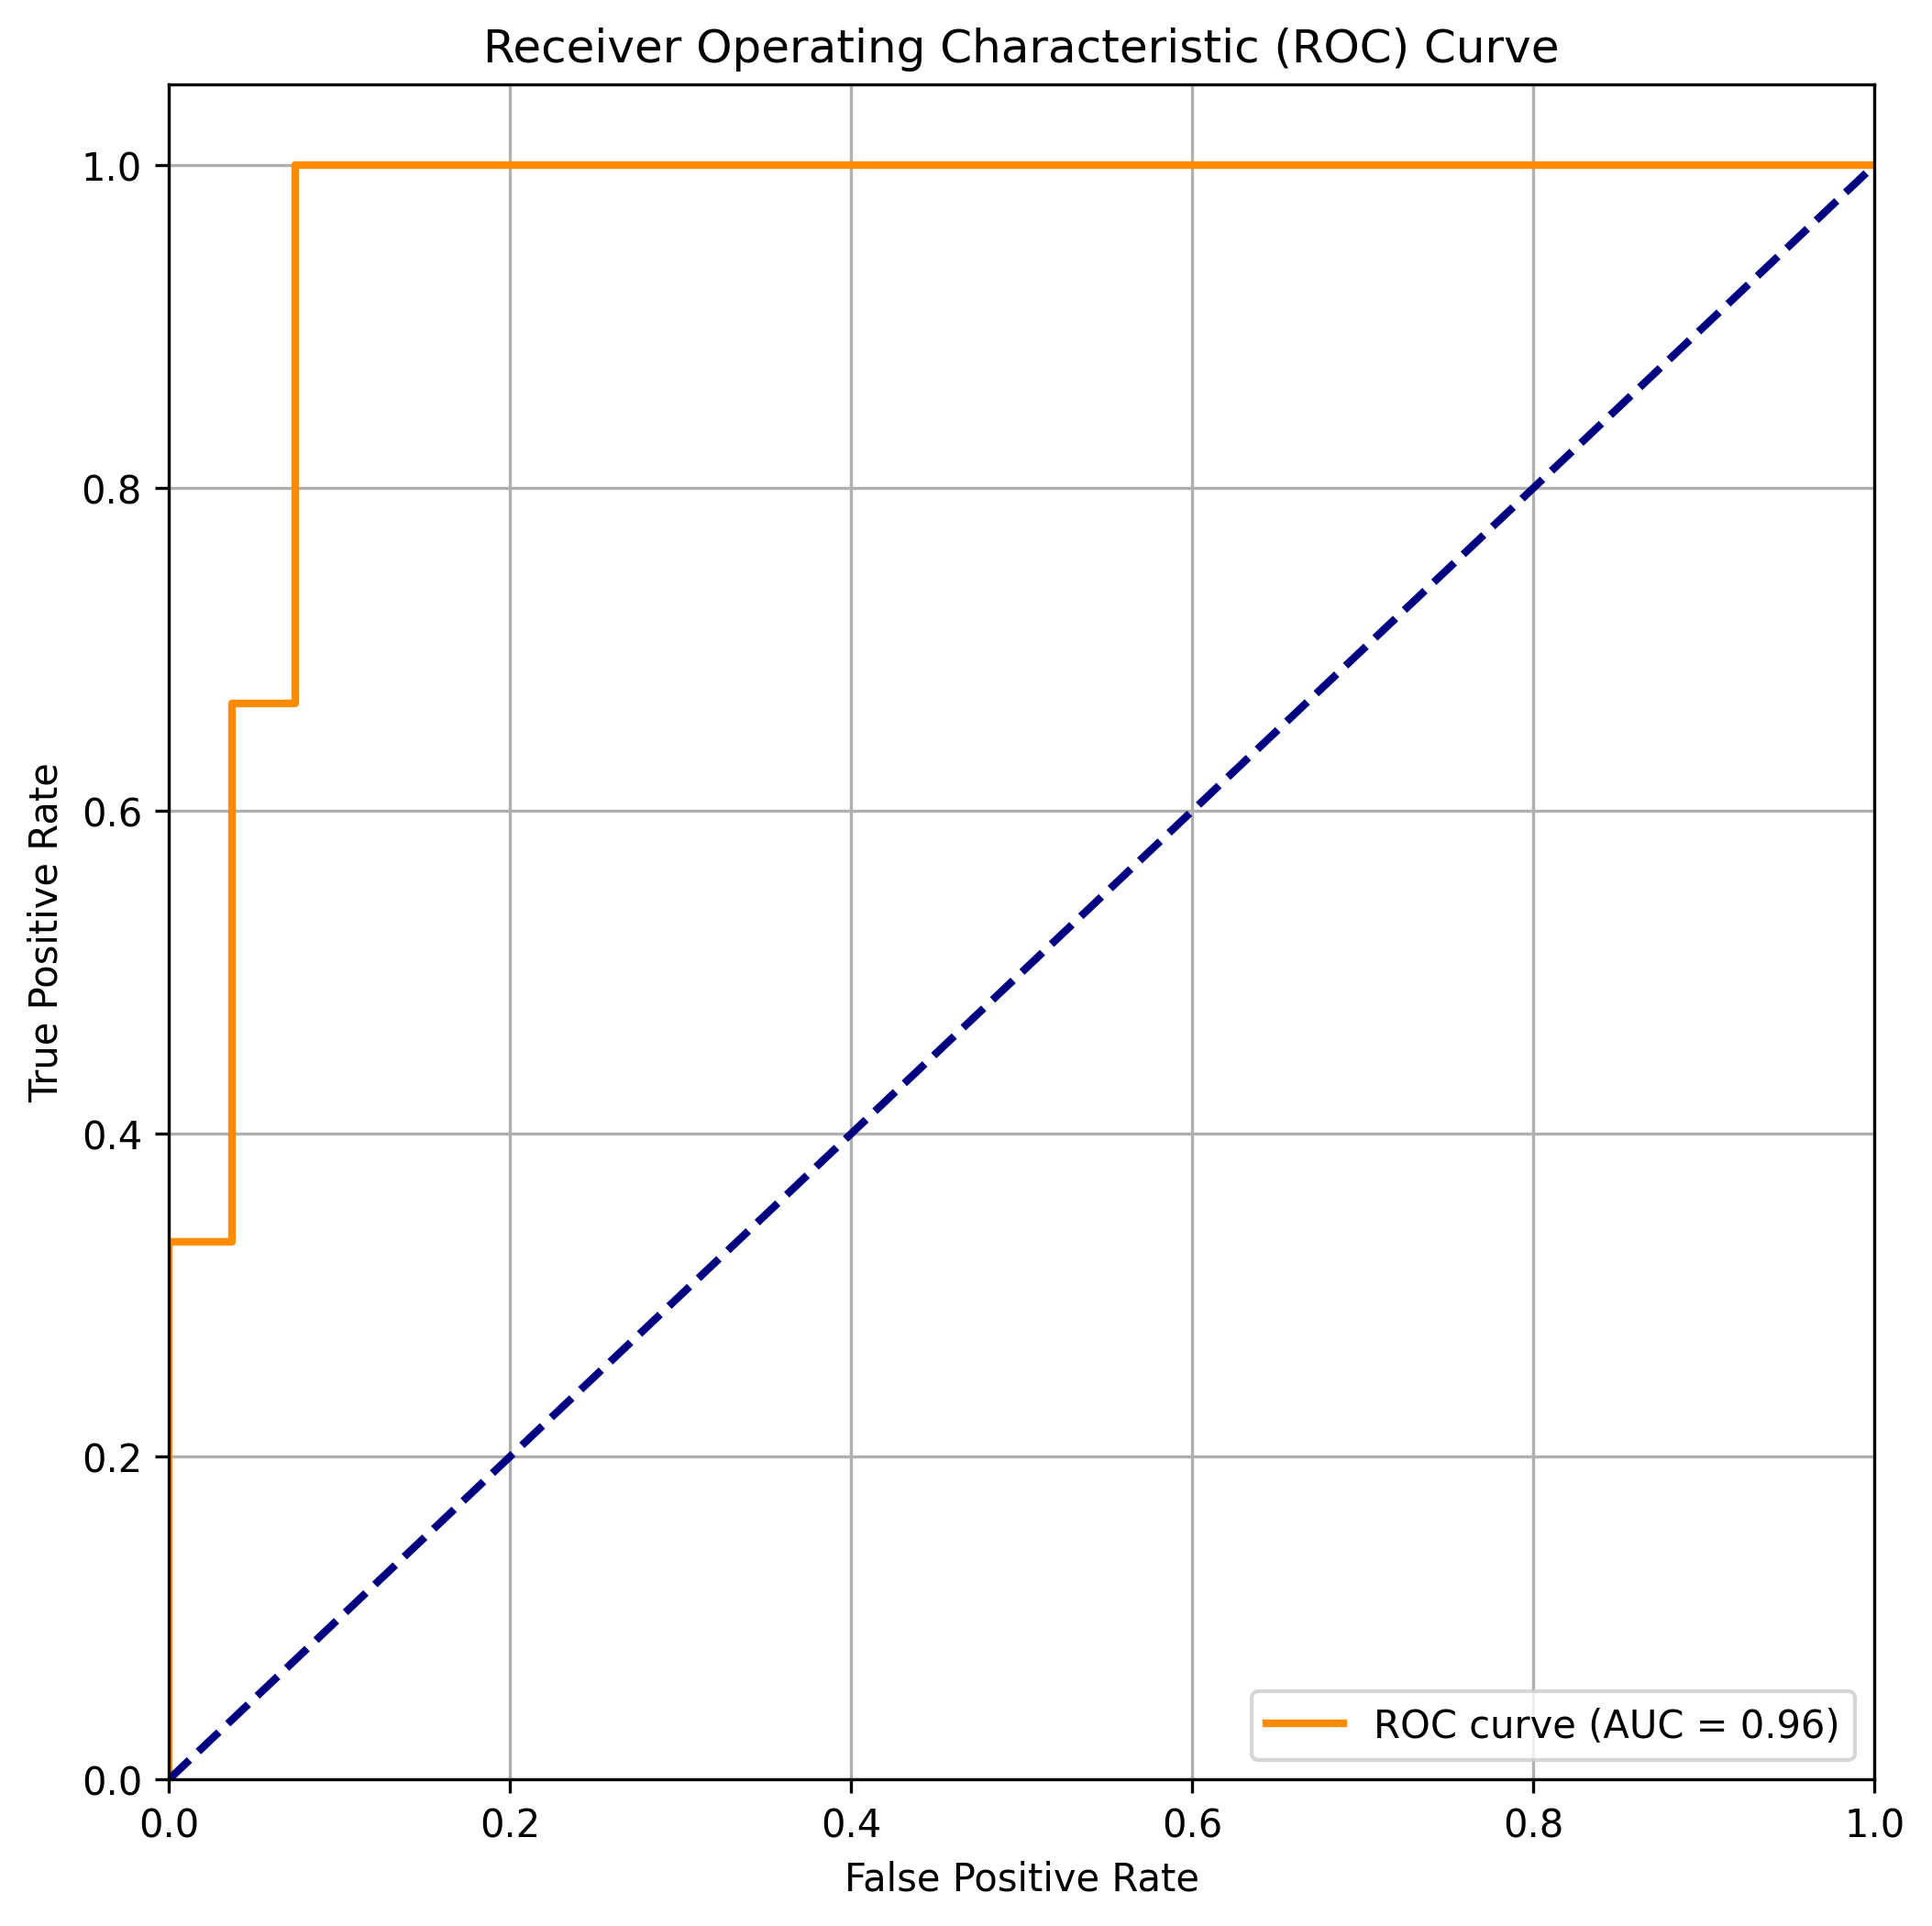 Receiver Operating Characteristic (ROC) Curve
1.0
0.8
0.6
0.4
0.2
0.0
True Positive Rate
ROC curve (AUC = 0.96)
0.0 0.2 0.4 0.6 0.8 1.0
False Positive Rate